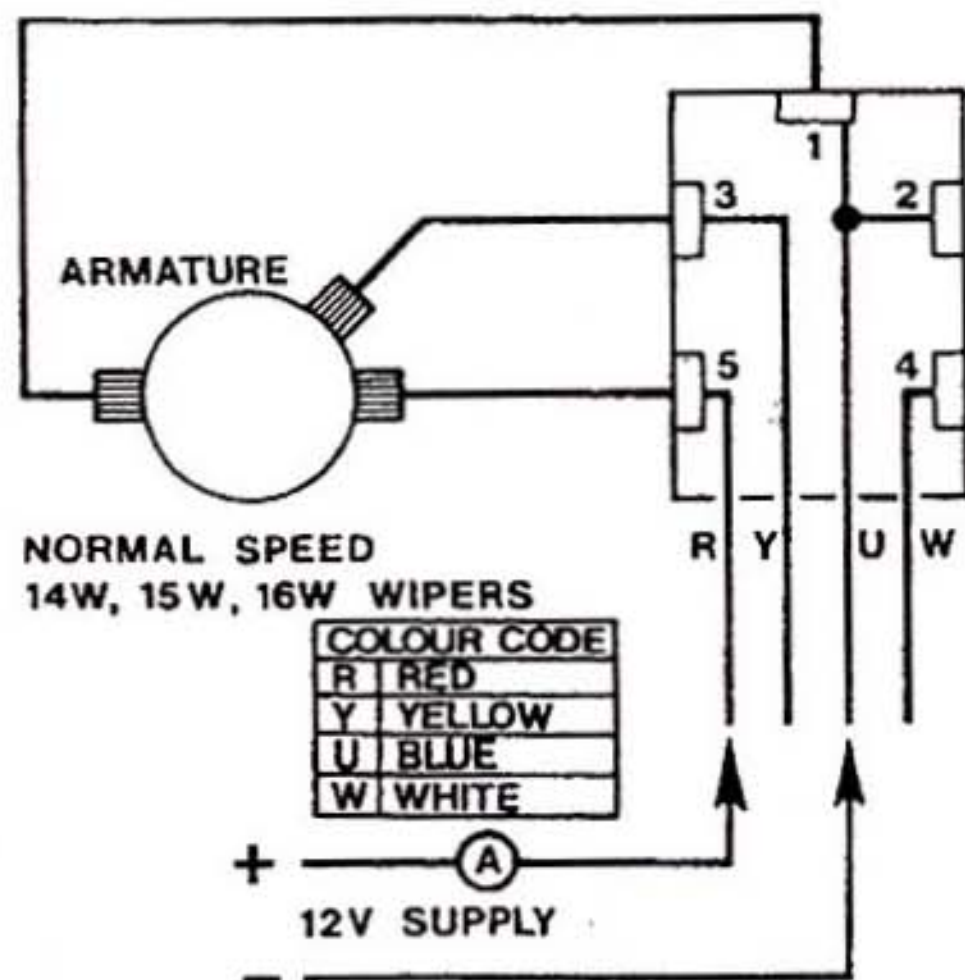 1
3
2
ARMATURE
5
4
R Y U W
NORMAL SPEED
14W, 15W, 16W WIPERS
COLOUR CODE
R RED
Y YELLOW
U BLUE
W WHITE
+ A
12V SUPPLY
−